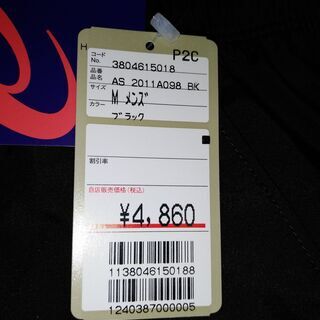 H
P2C
コード
No. 3804615018
品番
品名 AS 2011A098 BK
サイズ M メンズ
カラー ブラック
割引率
自店販売価格(税込)
¥4,860
1138046150188
1240387000005